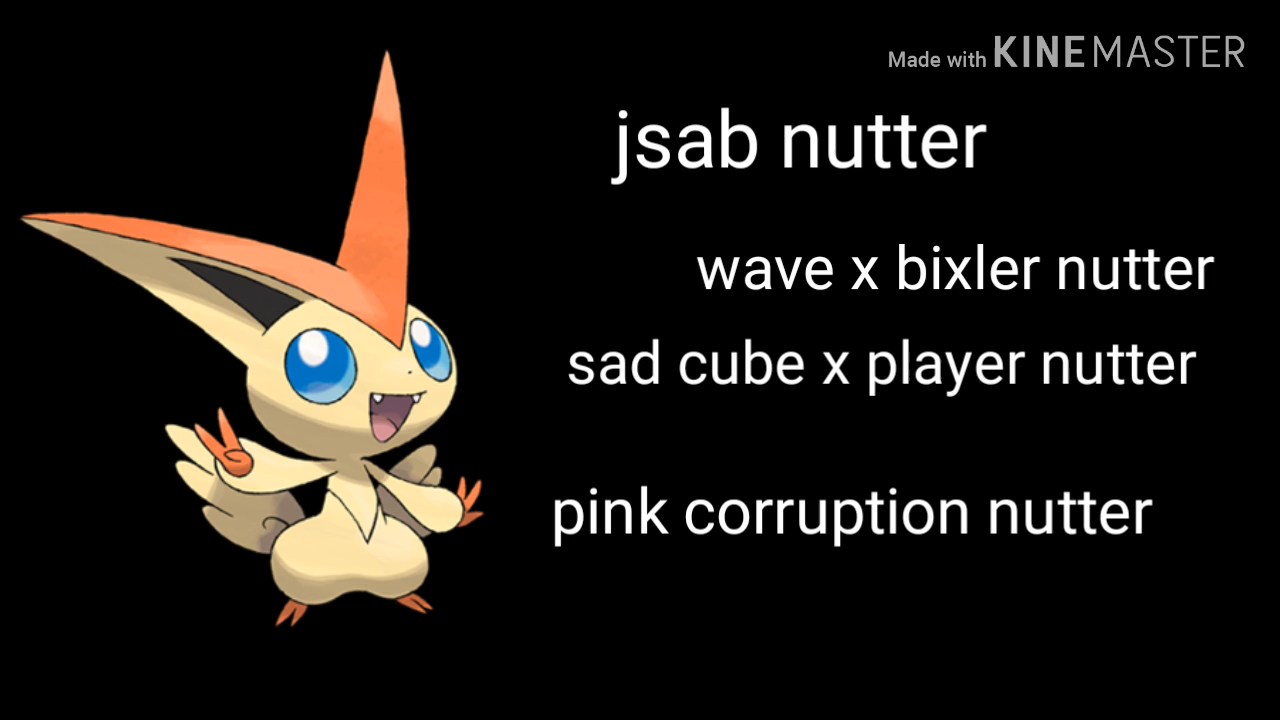 Made with KINEMASTER
jsab nutter
wave x bixler nutter
sad cube x player nutter
pink corruption nutter